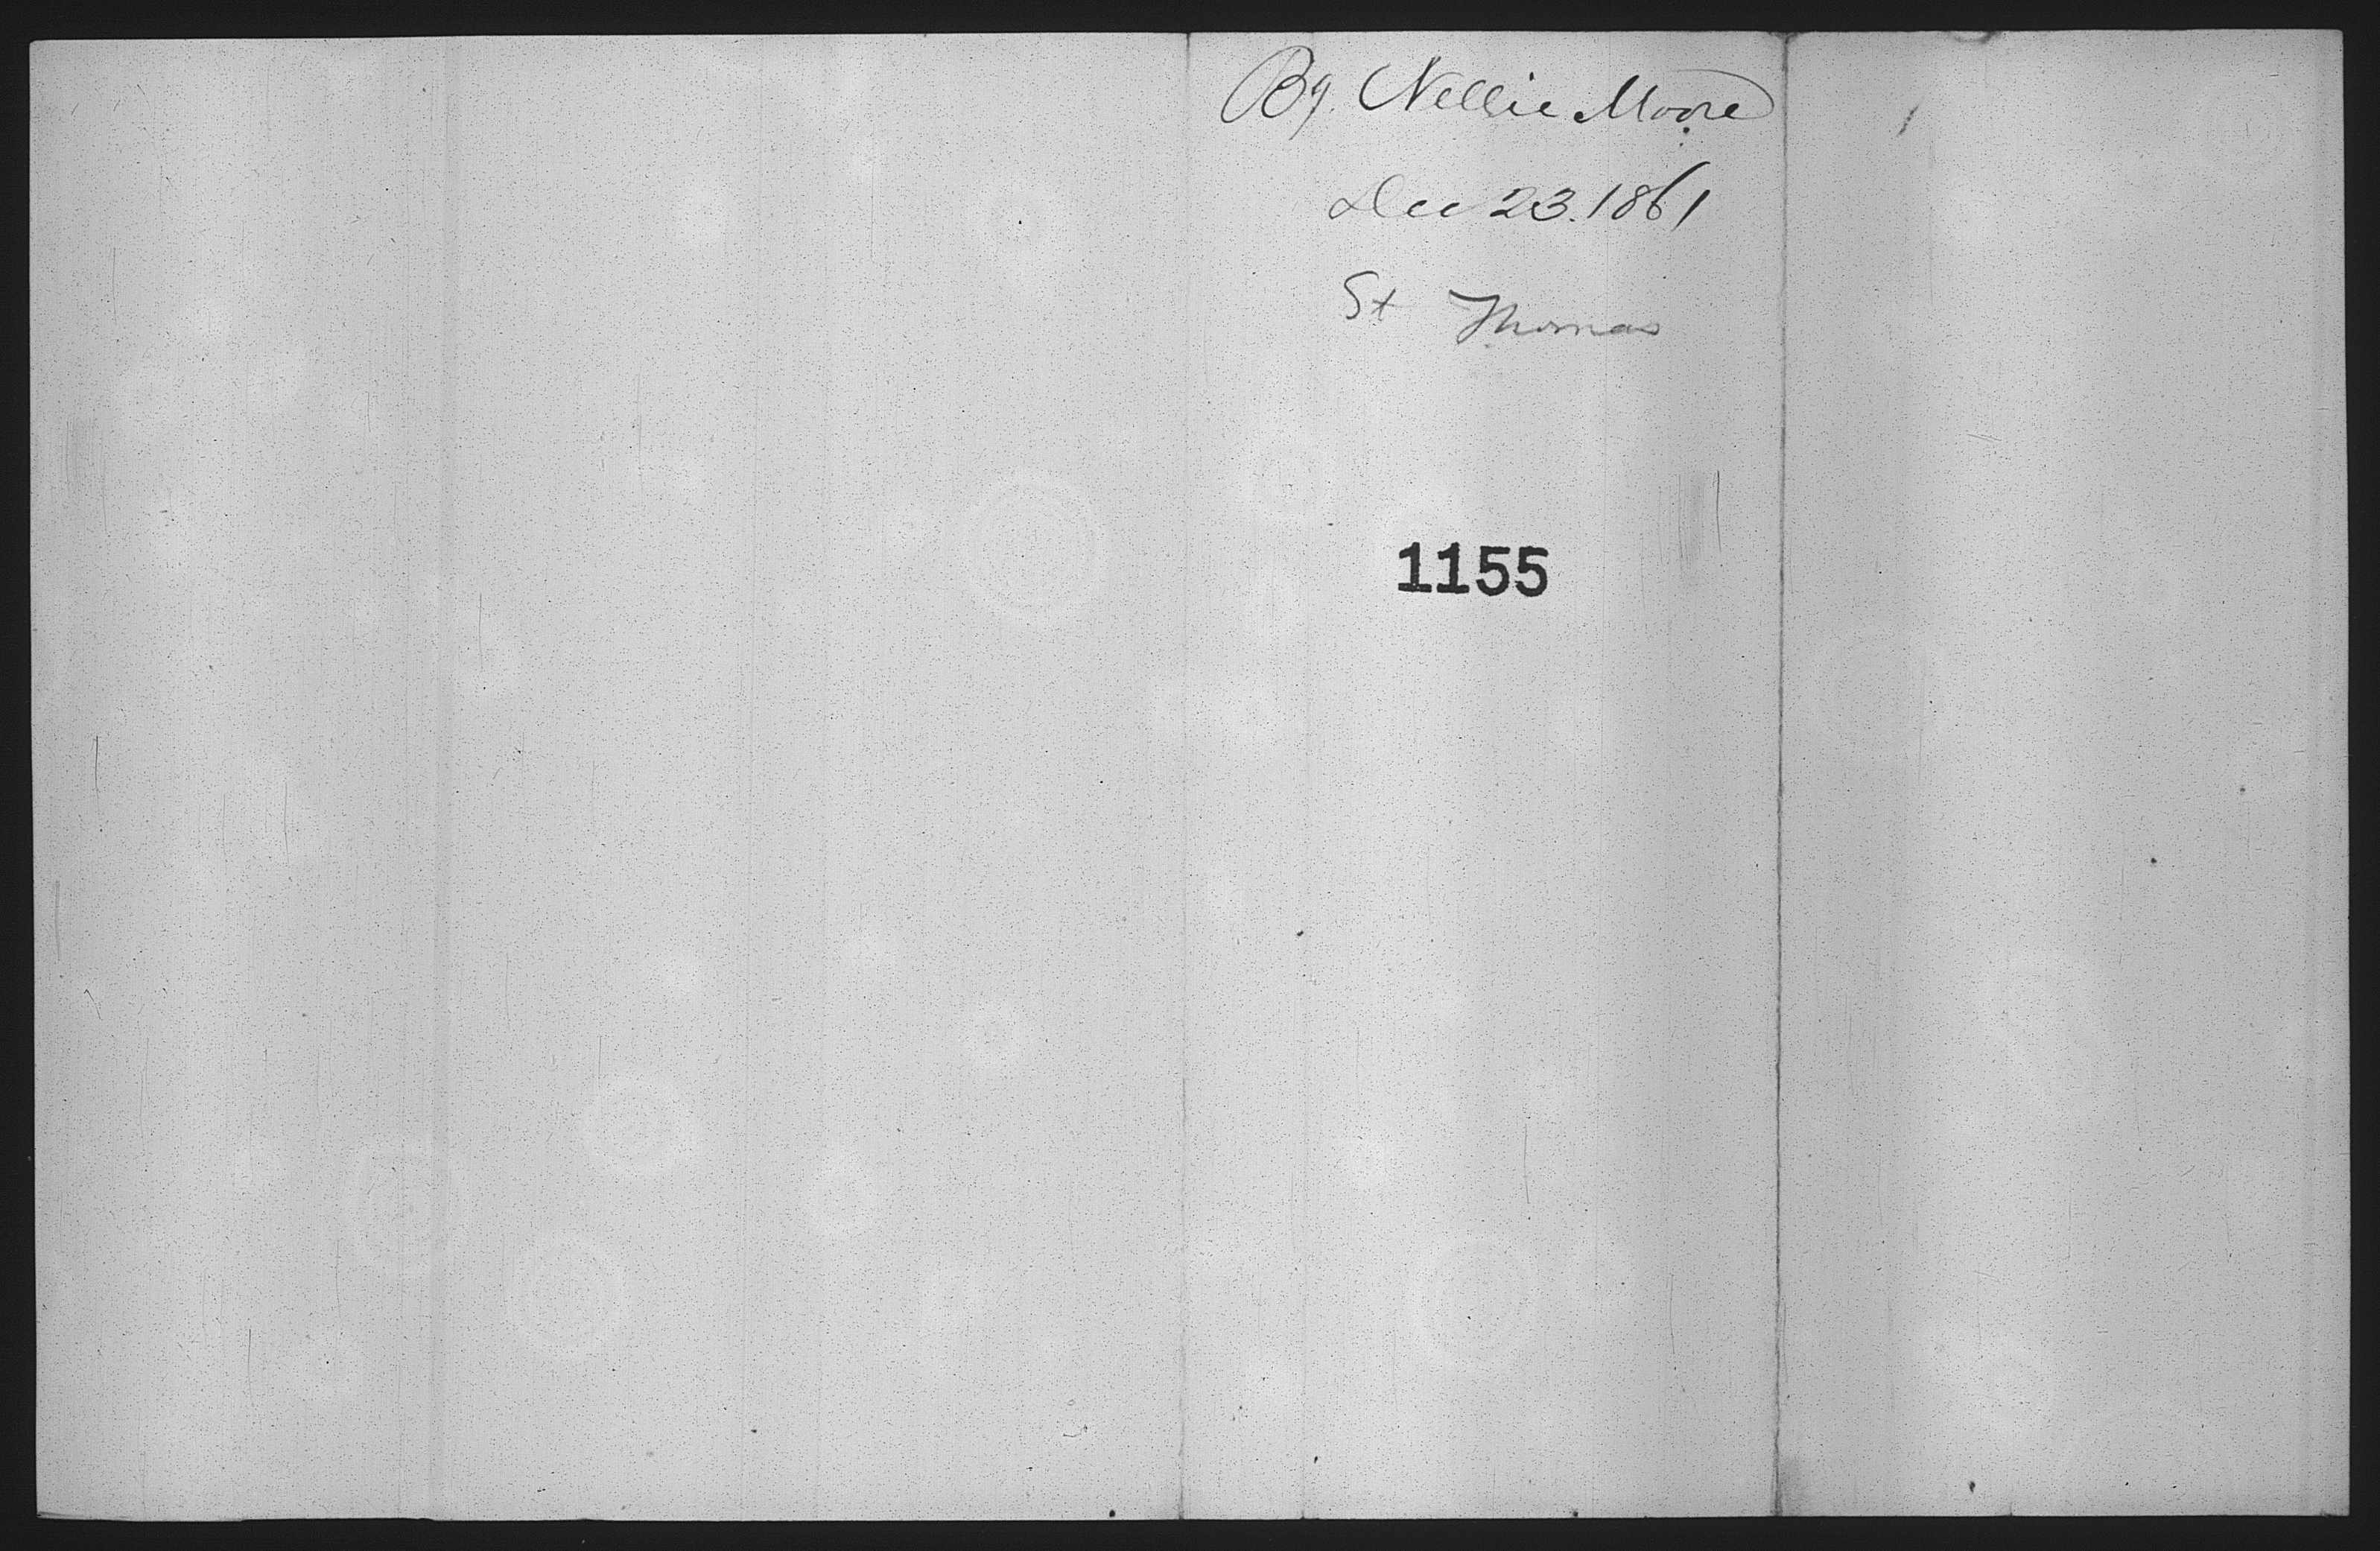 Bg. Nellie Moore
Dec 23. 1861
St Thomas
1155